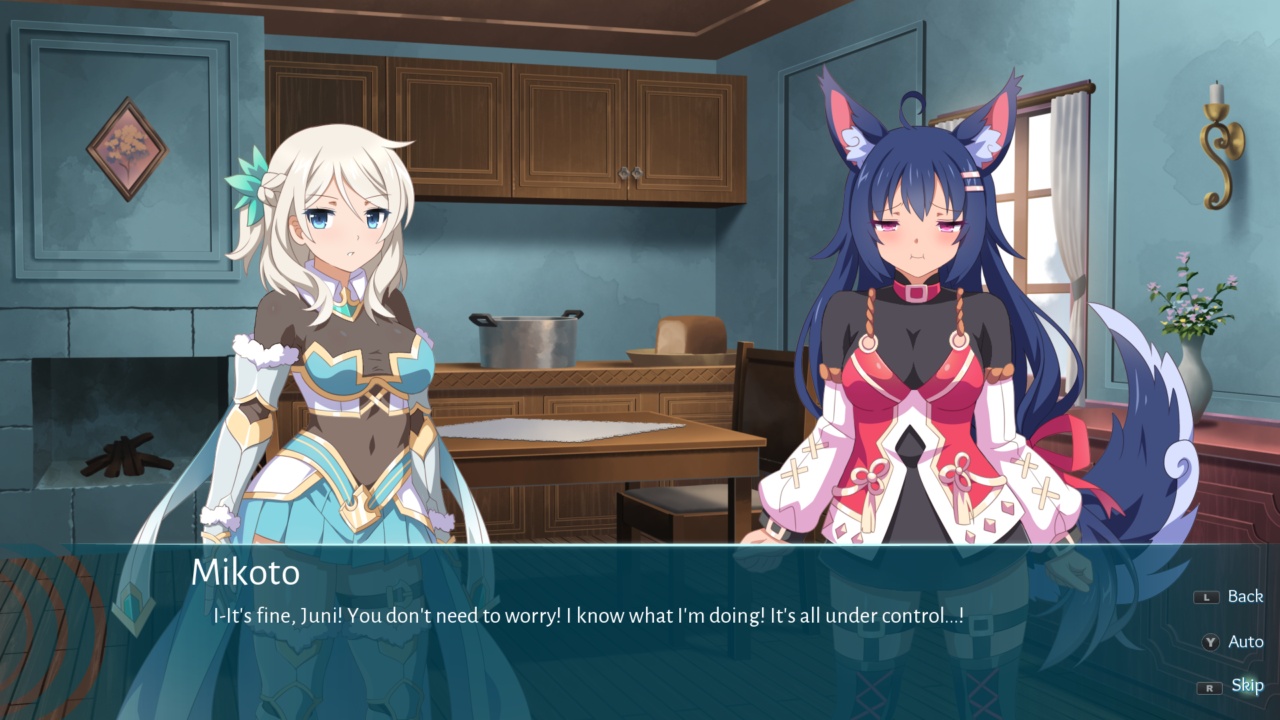 Mikoto
I-It's fine, Juni! You don't need to worry! I know what I'm doing! It's all under control...!
L Back
Y Auto
R Skip